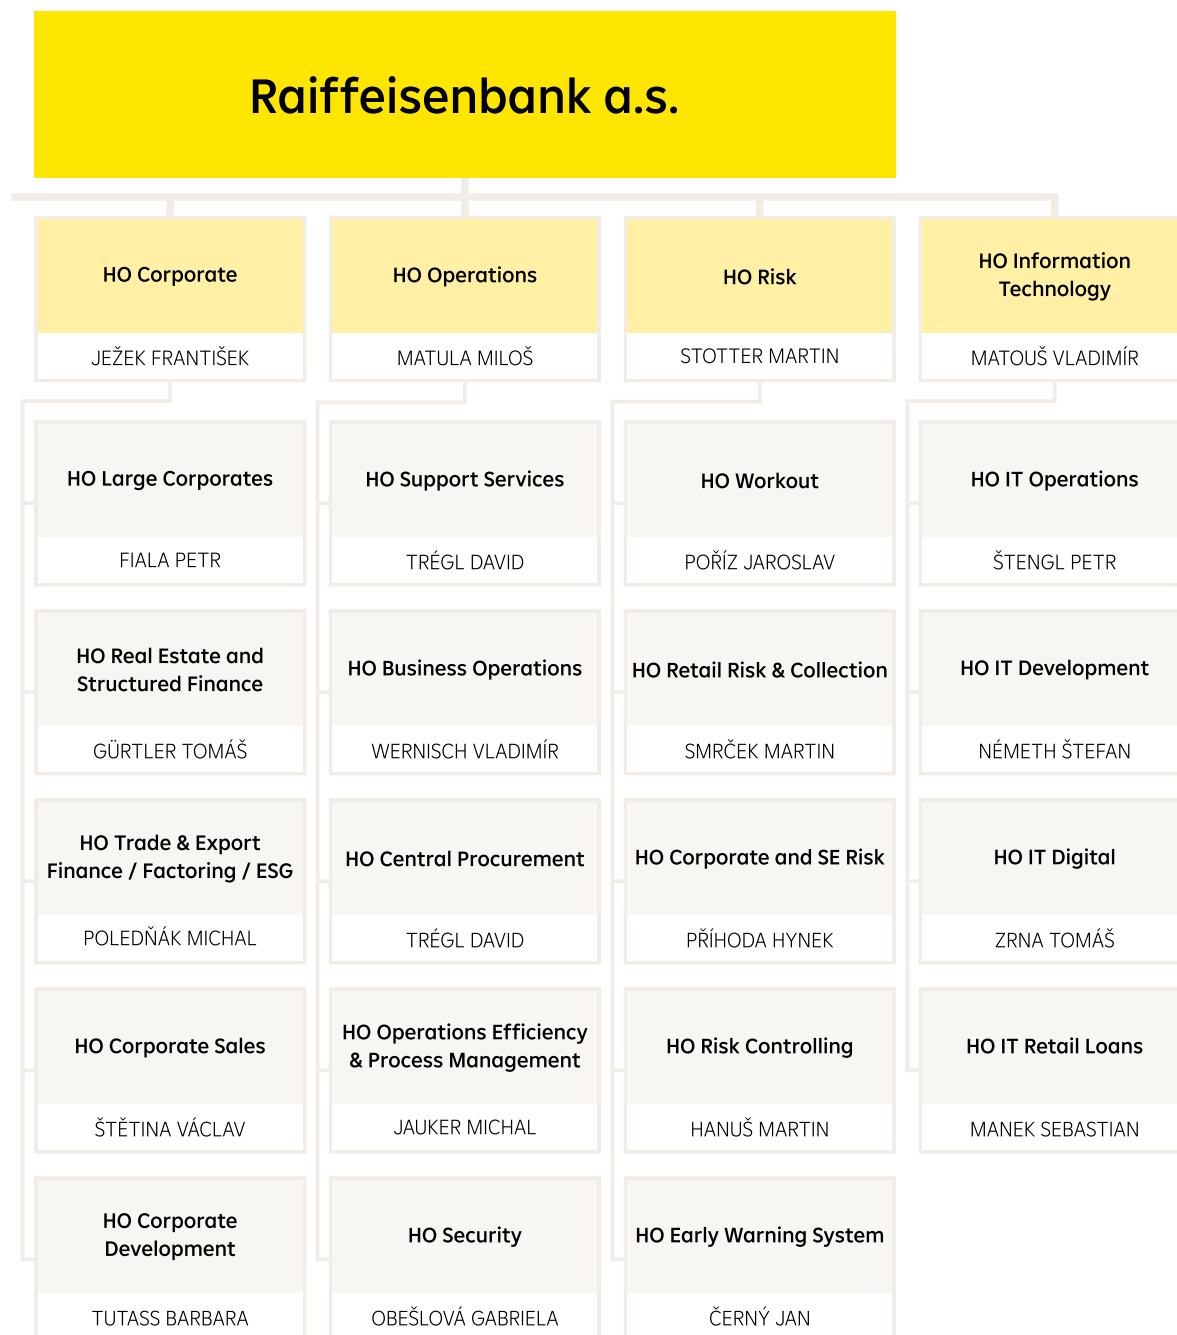 Raiffeisenbank a.s.
HO Corporate
JEŽEK FRANTIŠEK
HO Large Corporates
FIALA PETR
HO Real Estate and
Structured Finance
GÜRTLER TOMÁŠ
HO Trade & Export
Finance / Factoring / ESG
POLEDŇÁK MICHAL
HO Corporate Sales
ŠTĚTINA VÁCLAV
HO Corporate
Development
TUTASS BARBARA
HO Operations
MATULA MILOŠ
HO Support Services
TRÉGL DAVID
HO Business Operations
WERNISCH VLADIMÍR
HO Central Procurement
TRÉGL DAVID
HO Operations Efficiency
& Process Management
JAUKER MICHAL
HO Security
OBEŠLOVÁ GABRIELA
HO Risk
STOTTER MARTIN
HO Workout
POŘÍZ JAROSLAV
HO Retail Risk & Collection
SMRČEK MARTIN
HO Corporate and SE Risk
PŘÍHODA HYNEK
HO Risk Controlling
HANUŠ MARTIN
HO Early Warning System
ČERNÝ JAN
HO Information
Technology
MATOUŠ VLADIMÍR
HO IT Operations
ŠTENGL PETR
HO IT Development
NÉMETH ŠTEFAN
HO IT Digital
ZRNA TOMÁŠ
HO IT Retail Loans
MANEK SEBASTIAN